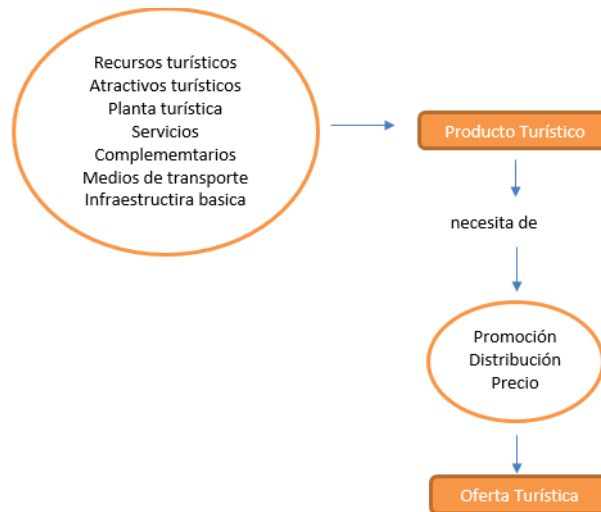 Recursos turísticos
Atractivos turísticos
Planta turística
Servicios
Complememtarios
Medios de transporte
Infraestructira basica
Producto Turístico
necesita de
Promoción
Distribución
Precio
Oferta Turística